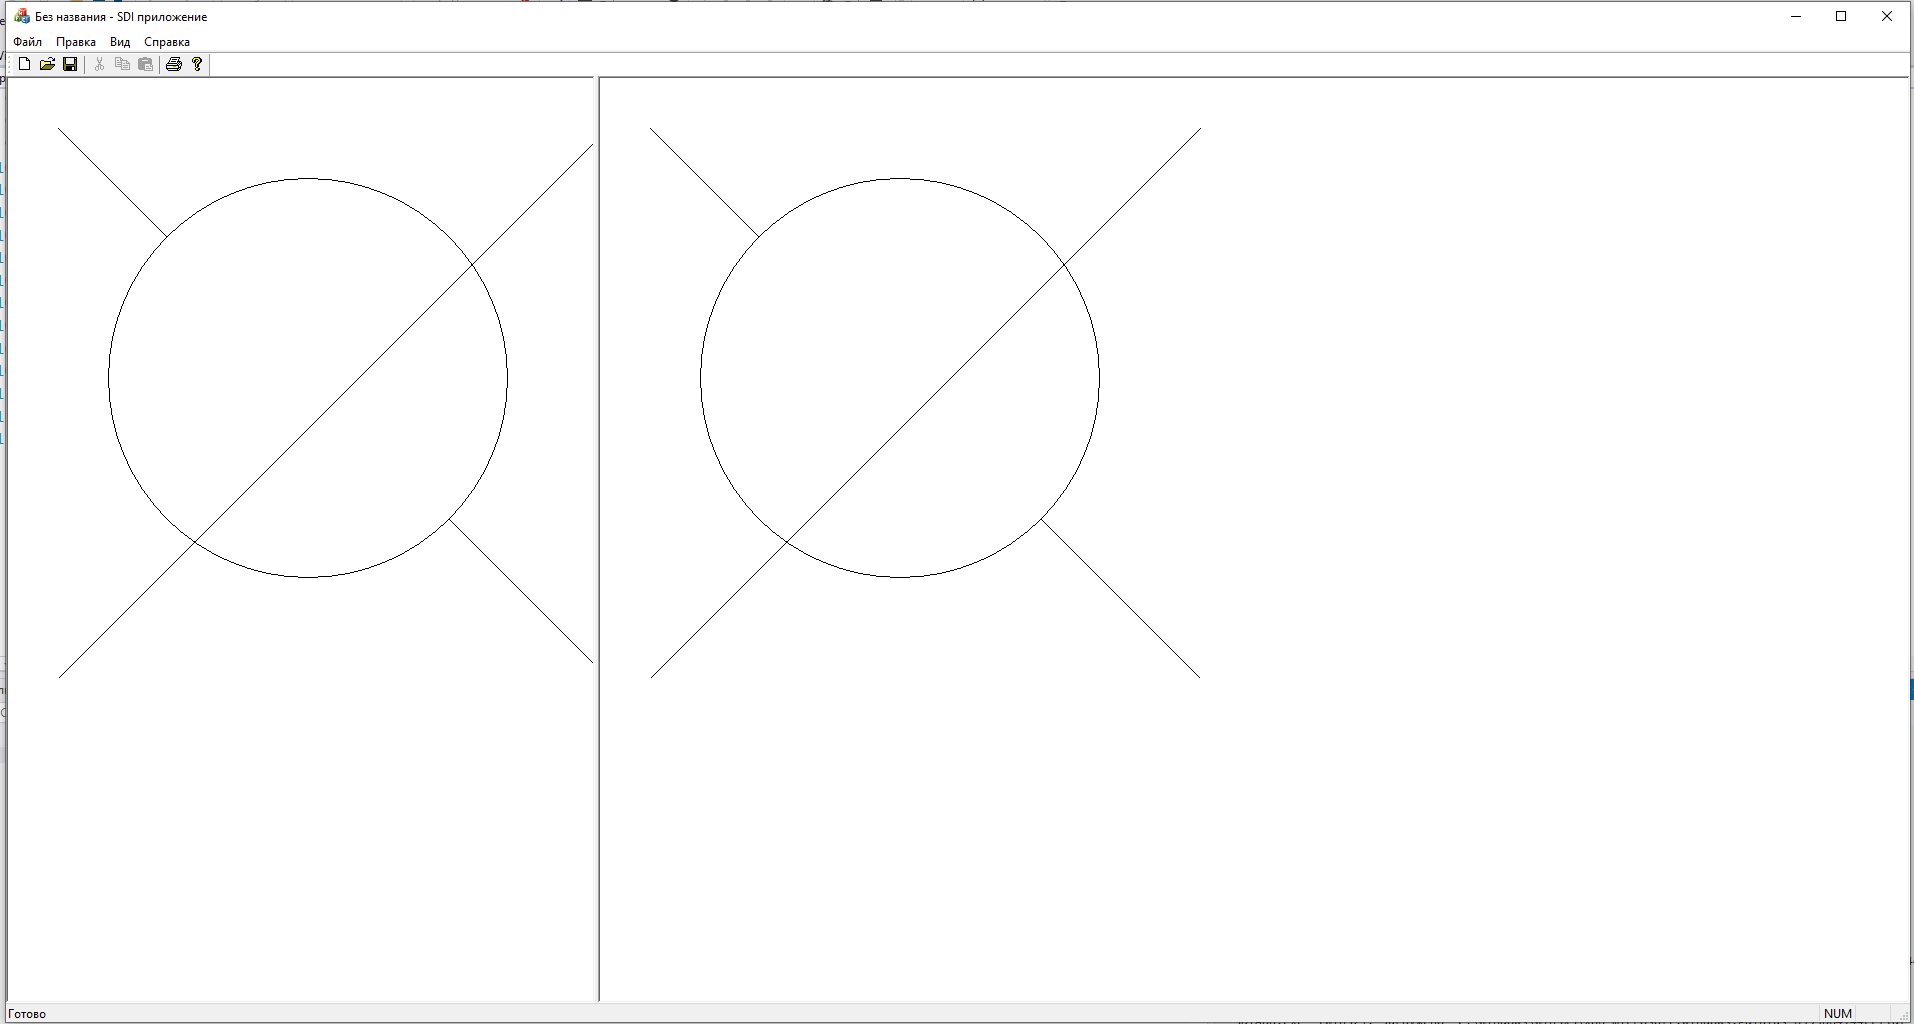 Без названия - SDI приложение
Файл Правка Вид Справка
Готово
NUM